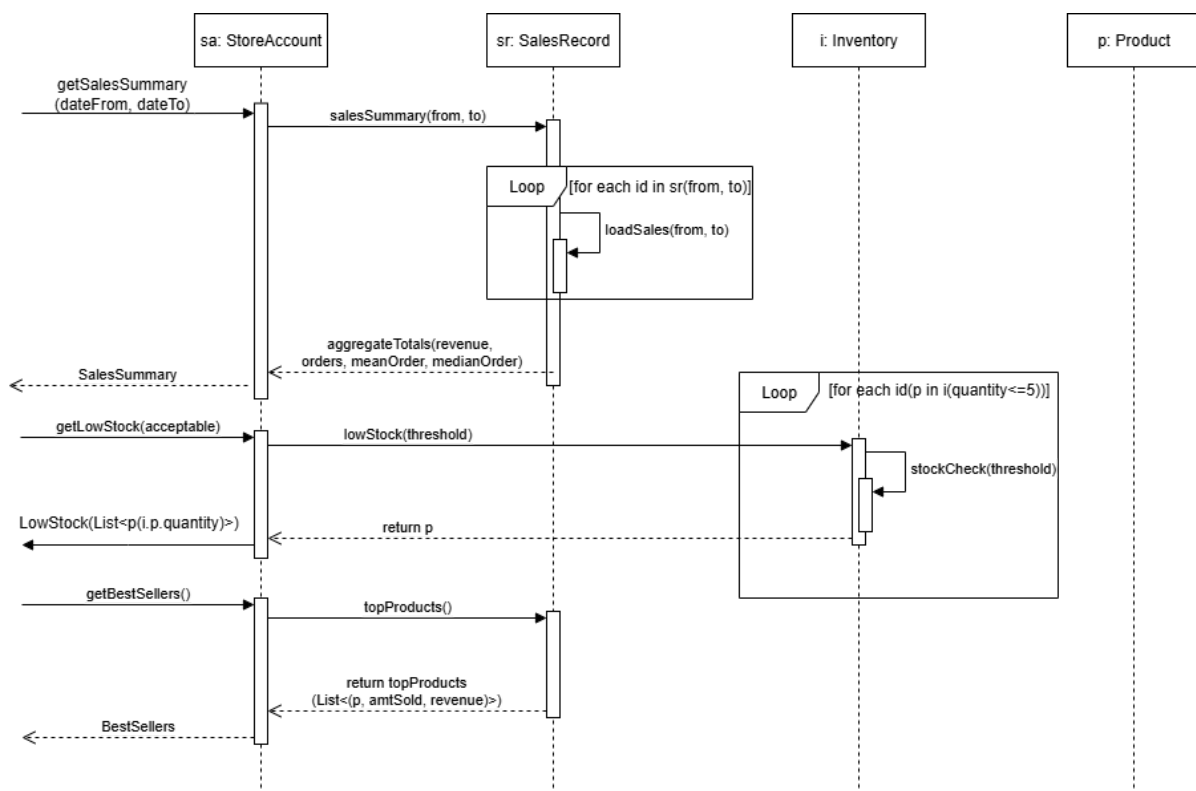 sa: StoreAccount
sr: SalesRecord
i: Inventory
p: Product
getSalesSummary
(dateFrom, dateTo)
salesSummary(from, to)
Loop
[for each id in sr(from, to)]
loadSales(from, to)
aggregateTotals(revenue,
orders, meanOrder, medianOrder)
SalesSummary
Loop
[for each id(p in i(quantity<=5))]
getLowStock(acceptable)
lowStock(threshold)
stockCheck(threshold)
LowStock(List<p(i.p.quantity)>)
return p
getBestSellers()
topProducts()
return topProducts
(List<(p, amtSold, revenue)>)
BestSellers